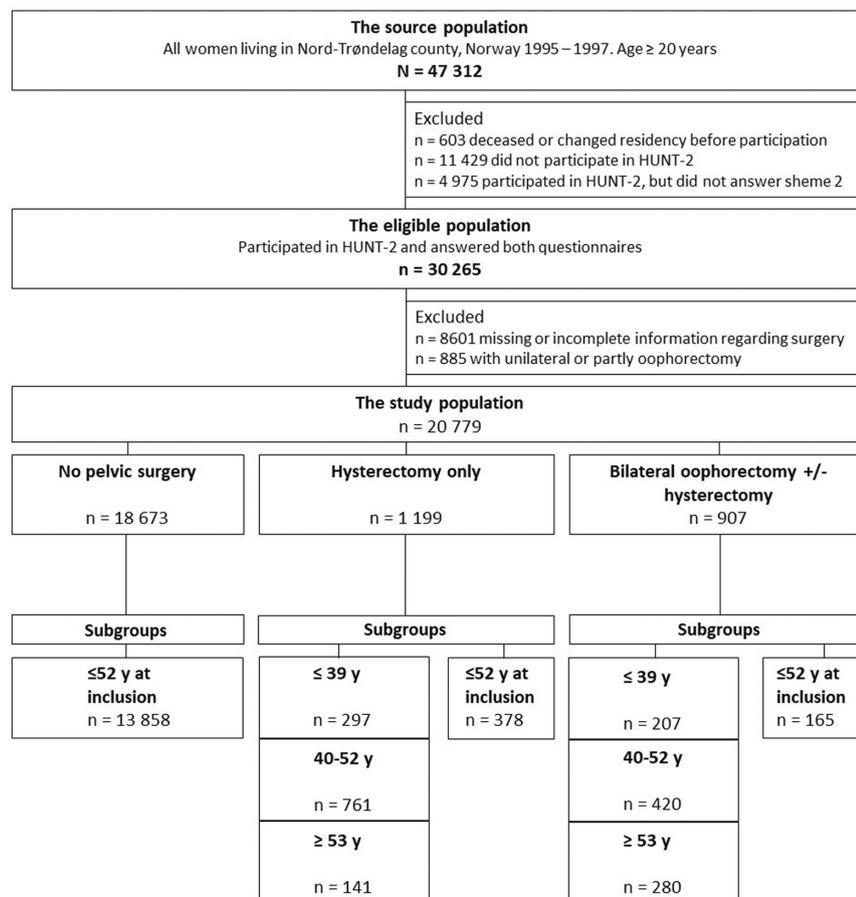 The source population
All women living in Nord-Trøndelag county, Norway 1995 – 1997. Age ≥ 20 years
N = 47 312
Excluded
n = 603 deceased or changed residency before participation
n = 11 429 did not participate in HUNT-2
n = 4 975 participated in HUNT-2, but did not answer sheme 2
The eligible population
Participated in HUNT-2 and answered both questionnaires
n = 30 265
Excluded
n = 8601 missing or incomplete information regarding surgery
n = 885 with unilateral or partly oophorectomy
The study population
n = 20 779
No pelvic surgery
n = 18 673
Hysterectomy only
n = 1 199
Bilateral oophorectomy +/-
hysterectomy
n = 907
Subgroups
Subgroups
Subgroups
≤52 y at
inclusion
n = 13 858
≤ 39 y
n = 297
40-52 y
n = 761
≥ 53 y
n = 141
≤52 y at
inclusion
n = 378
≤ 39 y
n = 207
40-52 y
n = 420
≥ 53 y
n = 280
≤52 y at
inclusion
n = 165